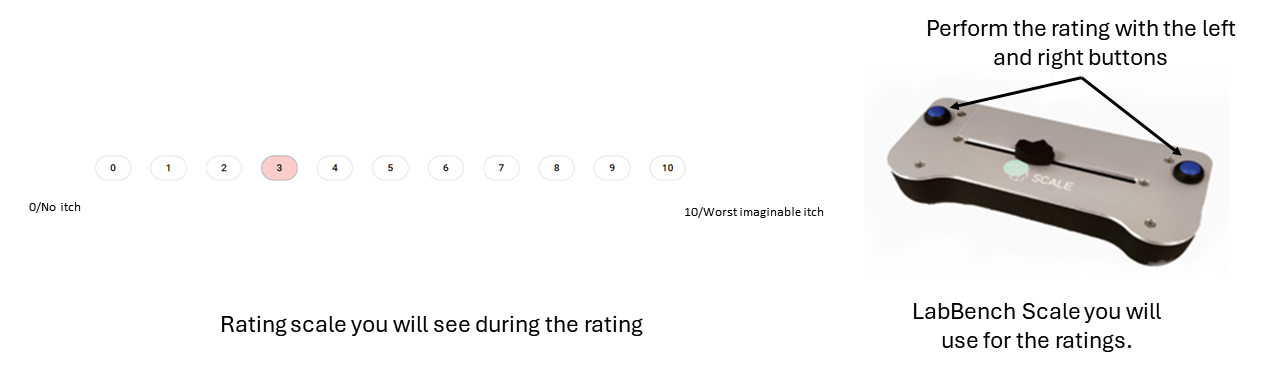 Perform the rating with the left
and right buttons
0 1 2 3 4 5 6 7 8 9 10
0/No itch
10/Worst imaginable itch
SCALE
Rating scale you will see during the rating
LabBench Scale you will
use for the ratings.